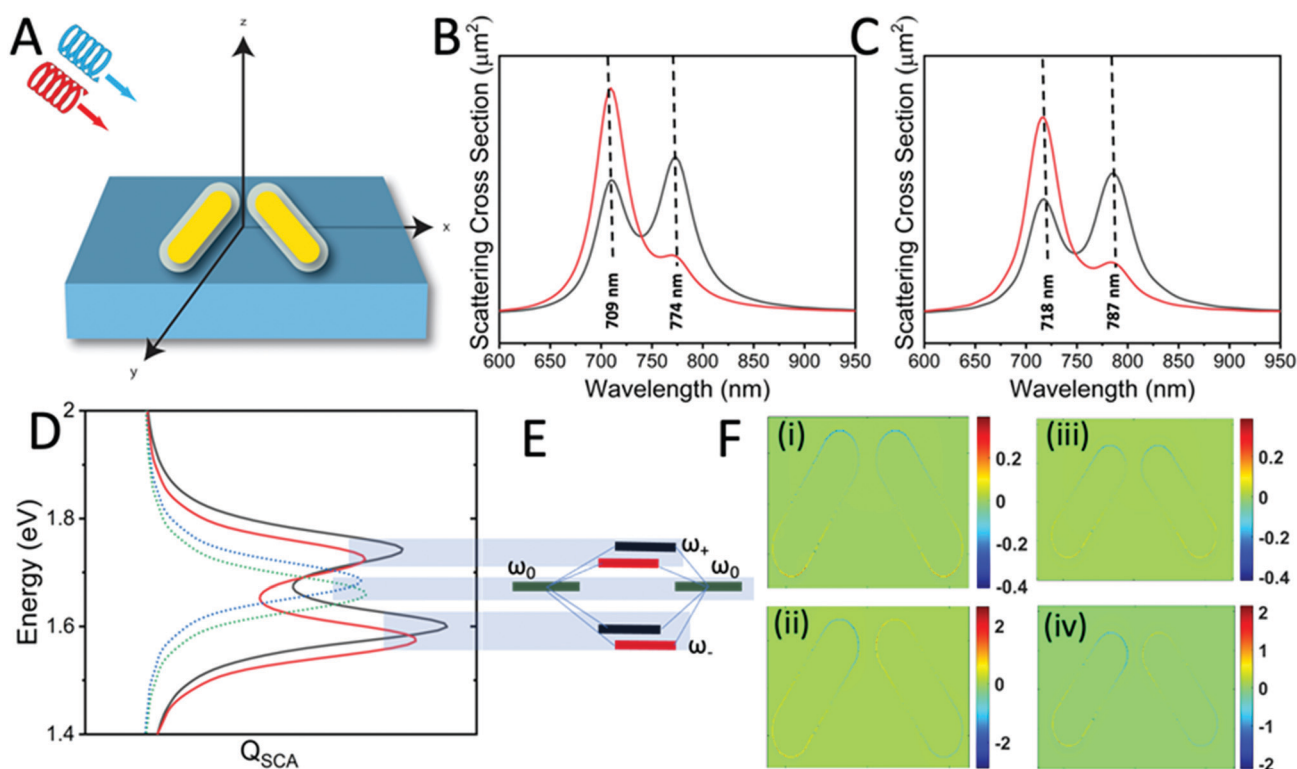 A
z
x
y
B
Scattering Cross Section (μm²)
709 nm
774 nm
600 650 700 750 800 850 900 950
Wavelength (nm)
C
Scattering Cross Section (μm²)
718 nm
787 nm
600 650 700 750 800 850 900 950
Wavelength (nm)
D
2
1.8
1.6
1.4
Energy (eV)
Q_SCA
E
ω₊
ω₀
ω₀
ω₋
F
(i)
0.2
0
-0.2
-0.4
(iii)
0.2
0
-0.2
-0.4
(ii)
2
0
-2
(iv)
2
1
0
-1
-2